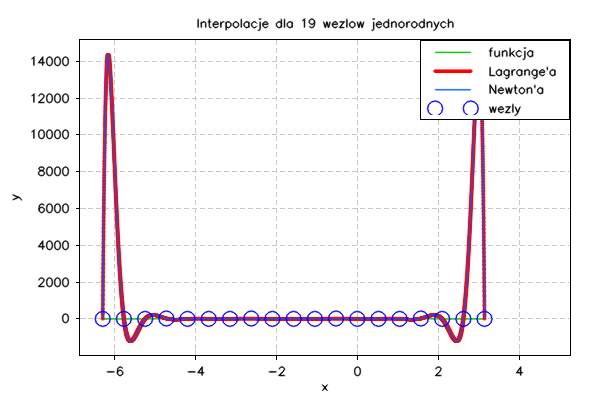 Interpolacje dla 19 wezlow jednorodnych
funkcja
Lagrange'a
Newton'a
wezly
y
14000
12000
10000
8000
6000
4000
2000
0
−6 −4 −2 0 2 4
x